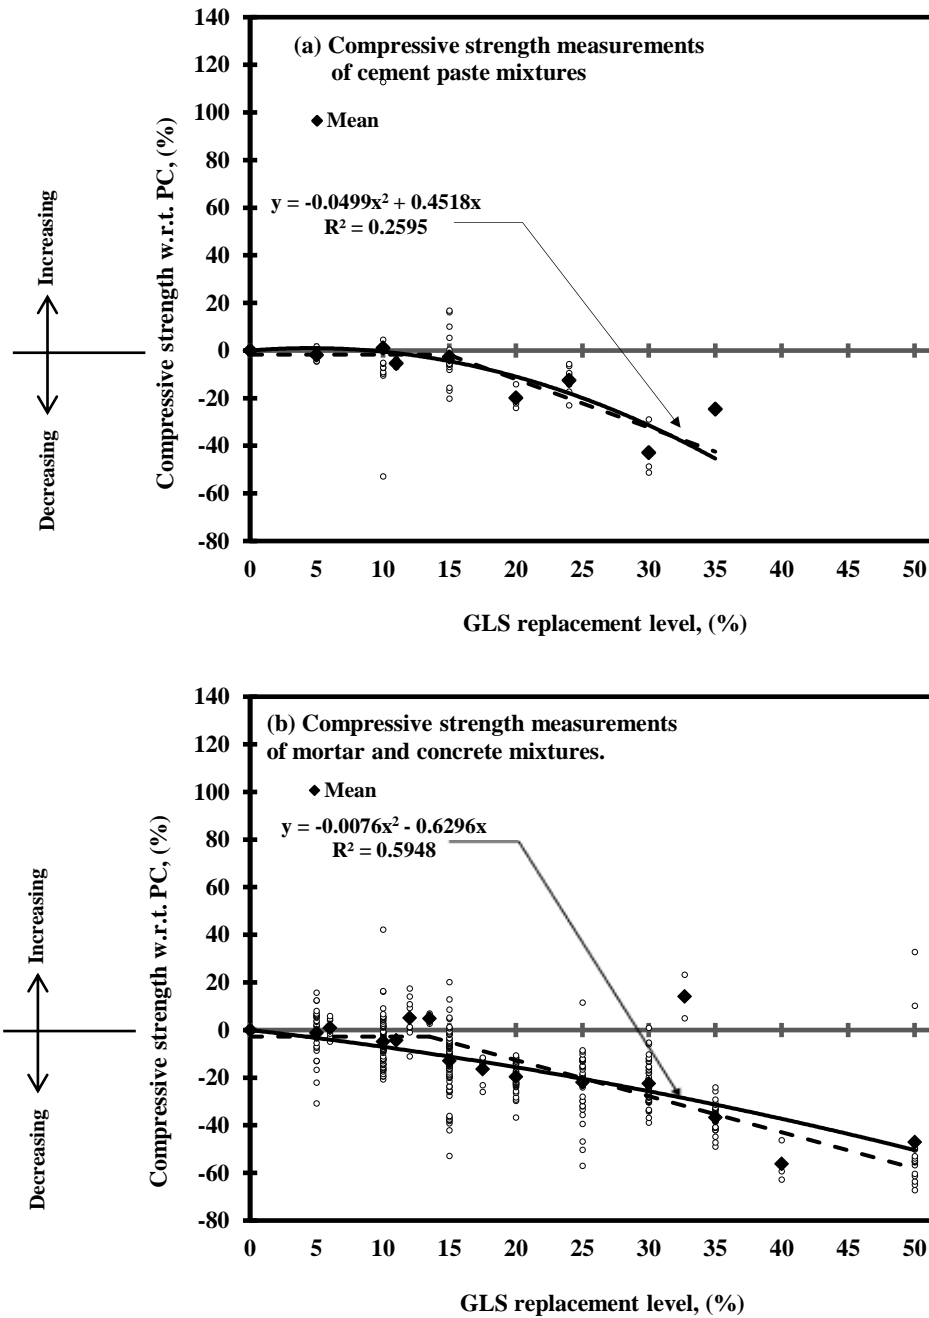 (a) Compressive strength measurements
of cement paste mixtures
Mean
y = -0.0499x² + 0.4518x
R² = 0.2595
140
120
100
80
60
40
20
0
-20
-40
-60
-80
Compressive strength w.r.t. PC, (%)
Increasing
Decreasing
0 5 10 15 20 25 30 35 40 45 50
GLS replacement level, (%)
(b) Compressive strength measurements
of mortar and concrete mixtures.
Mean
y = -0.0076x² - 0.6296x
R² = 0.5948
140
120
100
80
60
40
20
0
-20
-40
-60
-80
Compressive strength w.r.t. PC, (%)
Increasing
Decreasing
0 5 10 15 20 25 30 35 40 45 50
GLS replacement level, (%)